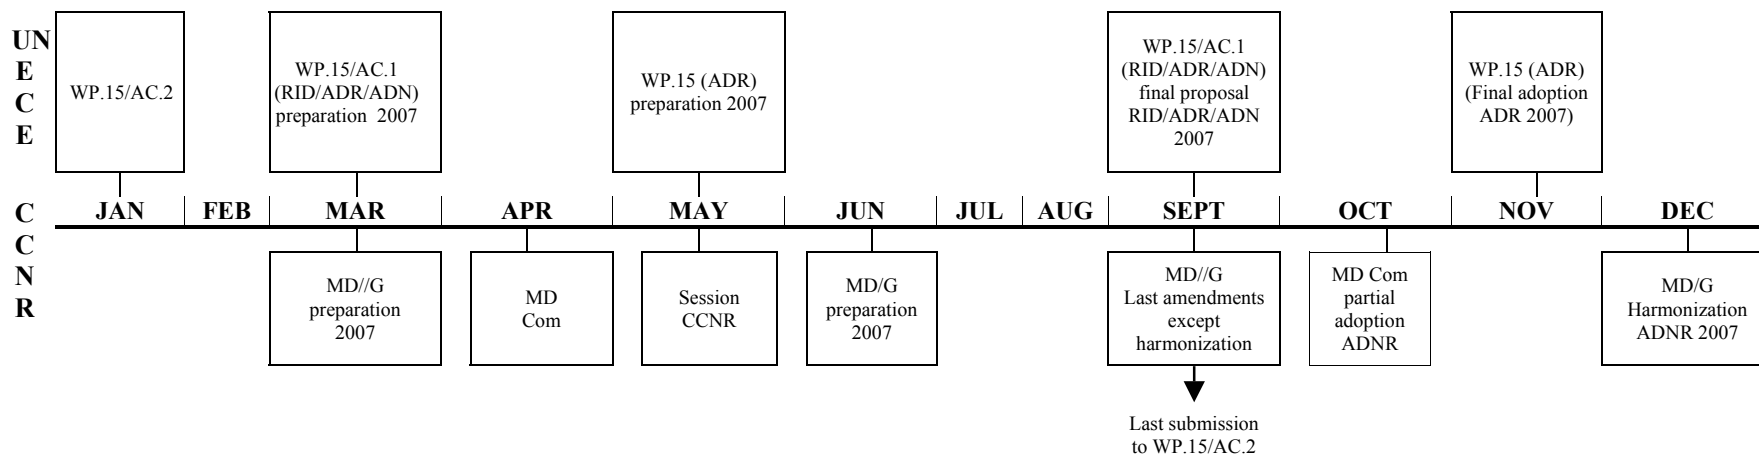 UN
E
C
E
WP.15/AC.2
WP.15/AC.1
(RID/ADR/ADN)
preparation 2007
WP.15 (ADR)
preparation 2007
WP.15/AC.1
(RID/ADR/ADN)
final proposal
RID/ADR/ADN
2007
WP.15 (ADR)
(Final adoption
ADR 2007)
C
C
N
R
JAN FEB MAR APR MAY JUN JUL AUG SEPT OCT NOV DEC
MD//G
preparation
2007
MD
Com
Session
CCNR
MD/G
preparation
2007
MD//G
Last amendments
except
harmonization
MD Com
partial
adoption
ADNR
MD/G
Harmonization
ADNR 2007
Last submission
to WP.15/AC.2